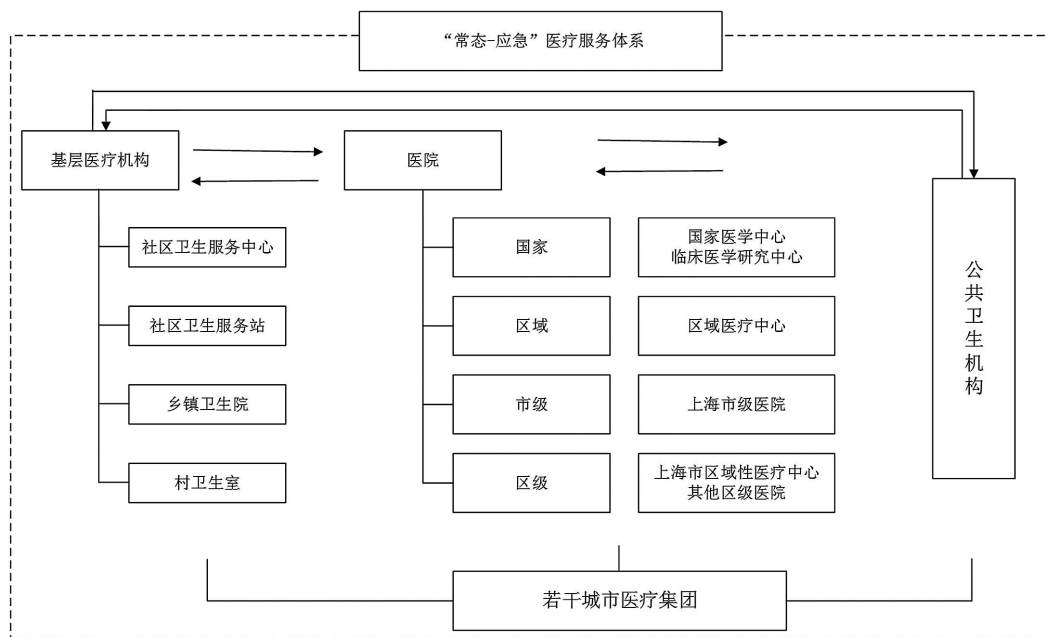 “常态-应急”医疗服务体系
基层医疗机构
医院
社区卫生服务中心
国家
国家医学中心
临床医学研究中心
社区卫生服务站
区域
区域医疗中心
乡镇卫生院
市级
上海市级医院
村卫生室
区级
上海市区域性医疗中心
其他区级医院
公共卫生机构
若干城市医疗集团